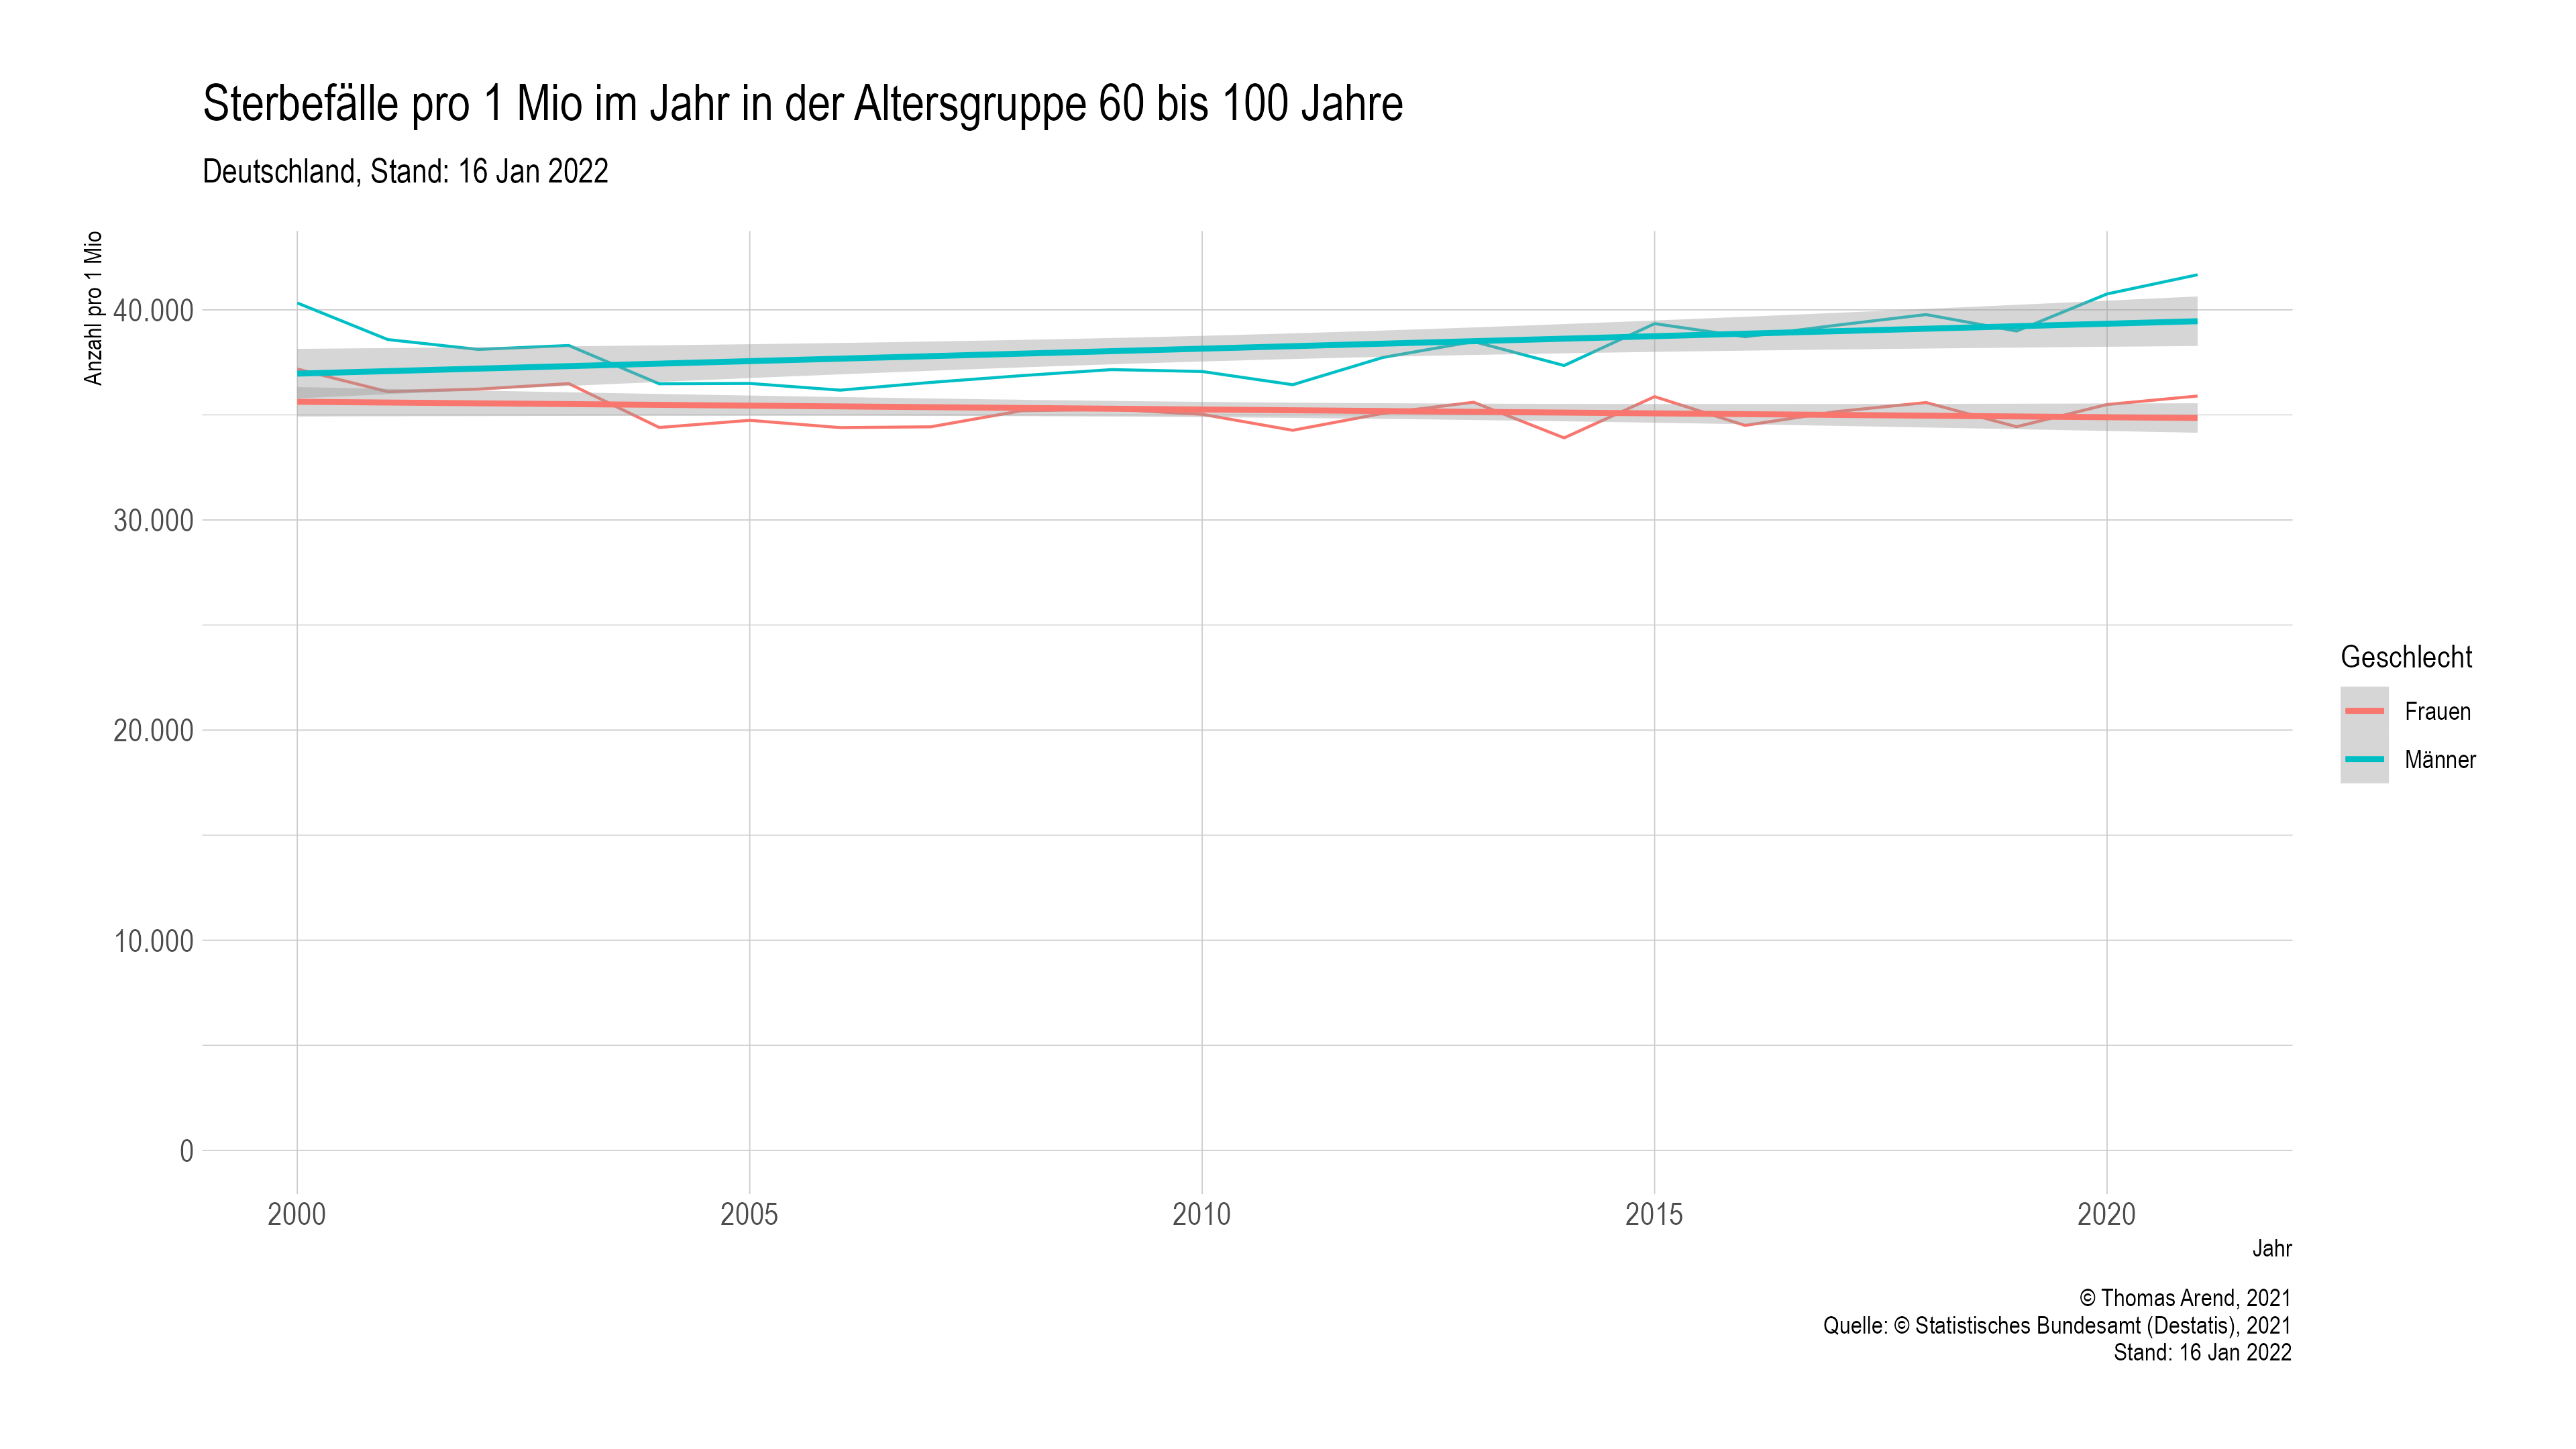 Sterbefälle pro 1 Mio im Jahr in der Altersgruppe 60 bis 100 Jahre
Deutschland, Stand: 16 Jan 2022
Anzahl pro 1 Mio
40.000
30.000
20.000
10.000
0
2000
2005
2010
2015
2020
Jahr
Geschlecht
Frauen
Männer
© Thomas Arend, 2021
Quelle: © Statistisches Bundesamt (Destatis), 2021
Stand: 16 Jan 2022